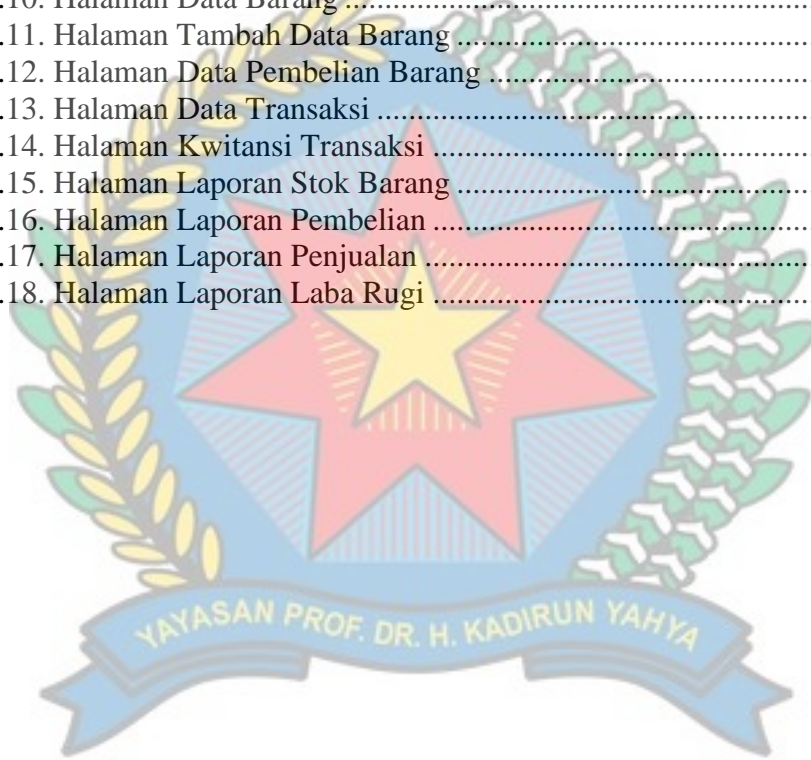 .10. Halaman Data Barang ..........................................................
.11. Halaman Tambah Data Barang .............................................
.12. Halaman Data Pembelian Barang .........................................
.13. Halaman Data Transaksi ......................................................
.14. Halaman Kwitansi Transaksi ................................................
.15. Halaman Laporan Stok Barang .............................................
.16. Halaman Laporan Pembelian ................................................
.17. Halaman Laporan Penjualan .................................................
.18. Halaman Laporan Laba Rugi ................................................
YAYASAN PROF. DR. H. KADIRUN YAHYA